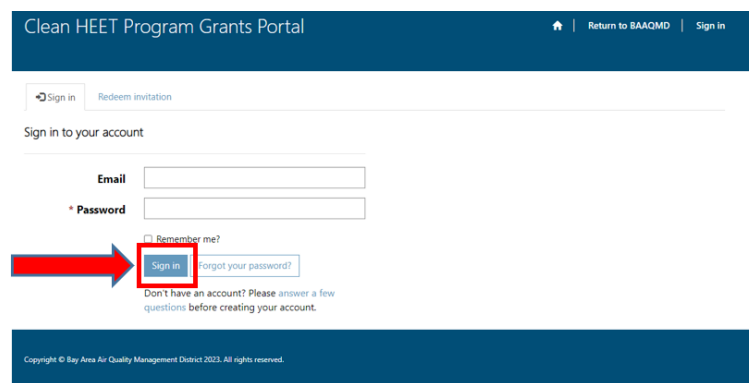 Clean HEET Program Grants Portal
Return to BAAQMD | Sign in
Sign in
Redeem invitation
Sign in to your account
Email
* Password
Remember me?
Sign in
Forgot your password?
Don't have an account? Please answer a few
questions before creating your account.
Copyright © Bay Area Air Quality Management District 2023. All rights reserved.